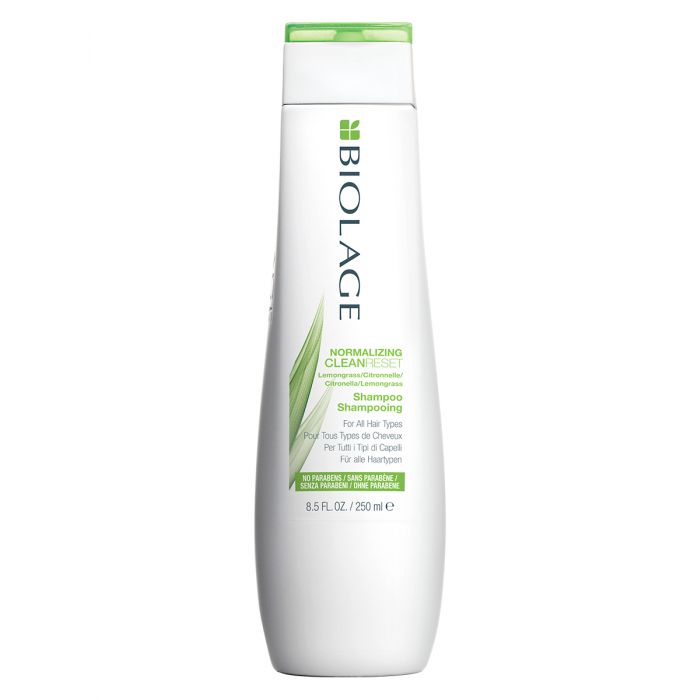 BIOLAGE
NORMALIZING
CLEANRESET
Lemongrass/Citronnelle/
Citronella/Lemongrass
Shampoo
Shampooing
For All Hair Types
Pour Tous Types de Cheveux
Per Tutti i Tipi di Capelli
Für alle Haartypen
NO PARABENS / SANS PARABÈNE /
SENZA PARABENI / OHNE PARABENE
8.5 FL. OZ. / 250 ml ℮